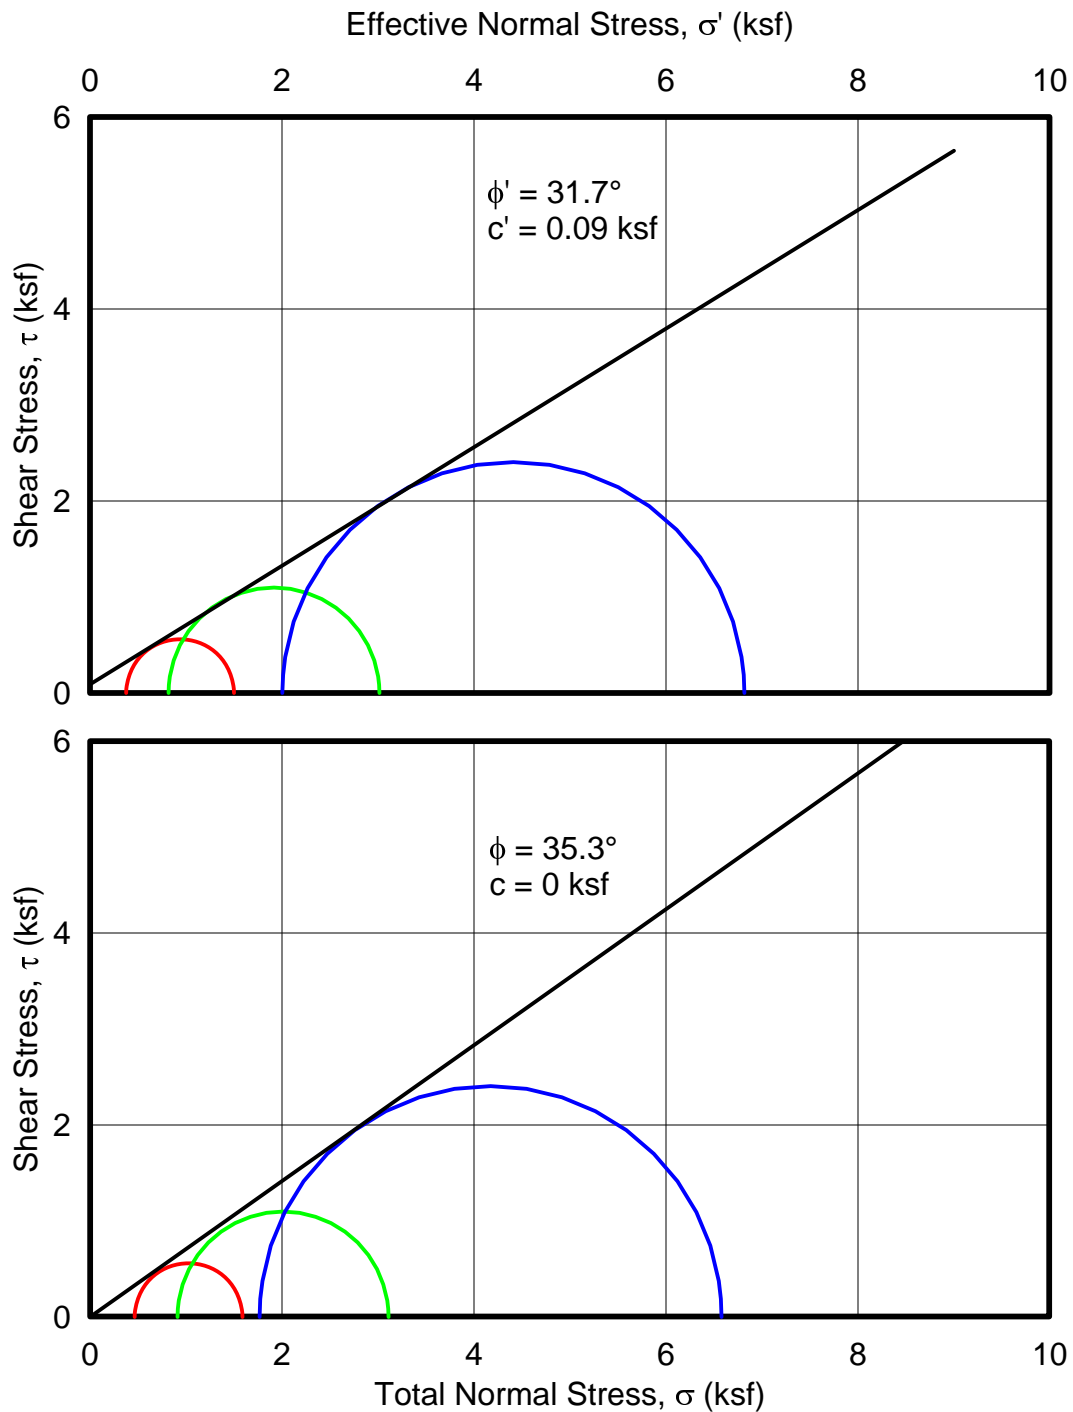 Effective Normal Stress, σ' (ksf)
0 2 4 6 8 10
6
ϕ' = 31.7°
c' = 0.09 ksf
4
Shear Stress, τ (ksf)
2
0
6
ϕ = 35.3°
c = 0 ksf
4
Shear Stress, τ (ksf)
2
0
0 2 4 6 8 10
Total Normal Stress, σ (ksf)